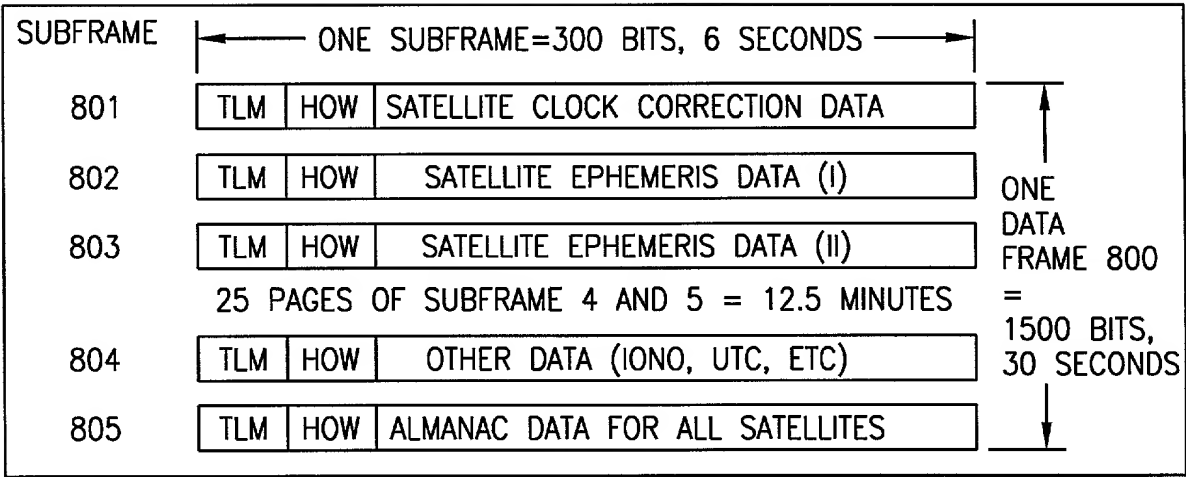 SUBFRAME
ONE SUBFRAME=300 BITS, 6 SECONDS
801 TLM HOW SATELLITE CLOCK CORRECTION DATA
802 TLM HOW SATELLITE EPHEMERIS DATA (I)
803 TLM HOW SATELLITE EPHEMERIS DATA (II)
25 PAGES OF SUBFRAME 4 AND 5 = 12.5 MINUTES
804 TLM HOW OTHER DATA (IONO, UTC, ETC)
805 TLM HOW ALMANAC DATA FOR ALL SATELLITES
ONE
DATA
FRAME 800
=
1500 BITS,
30 SECONDS